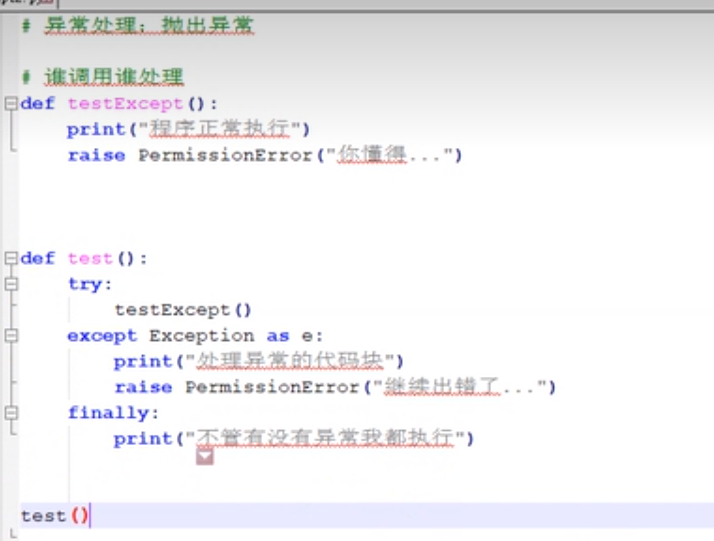 # 异常处理：抛出异常
# 谁调用谁处理
def testExcept():
    print("程序正常执行")
    raise PermissionError("你懂得...")
def test():
    try:
        testExcept()
    except Exception as e:
        print("处理异常的代码块")
        raise PermissionError("继续出错了...")
    finally:
        print("不管有没有异常我都执行")
test()